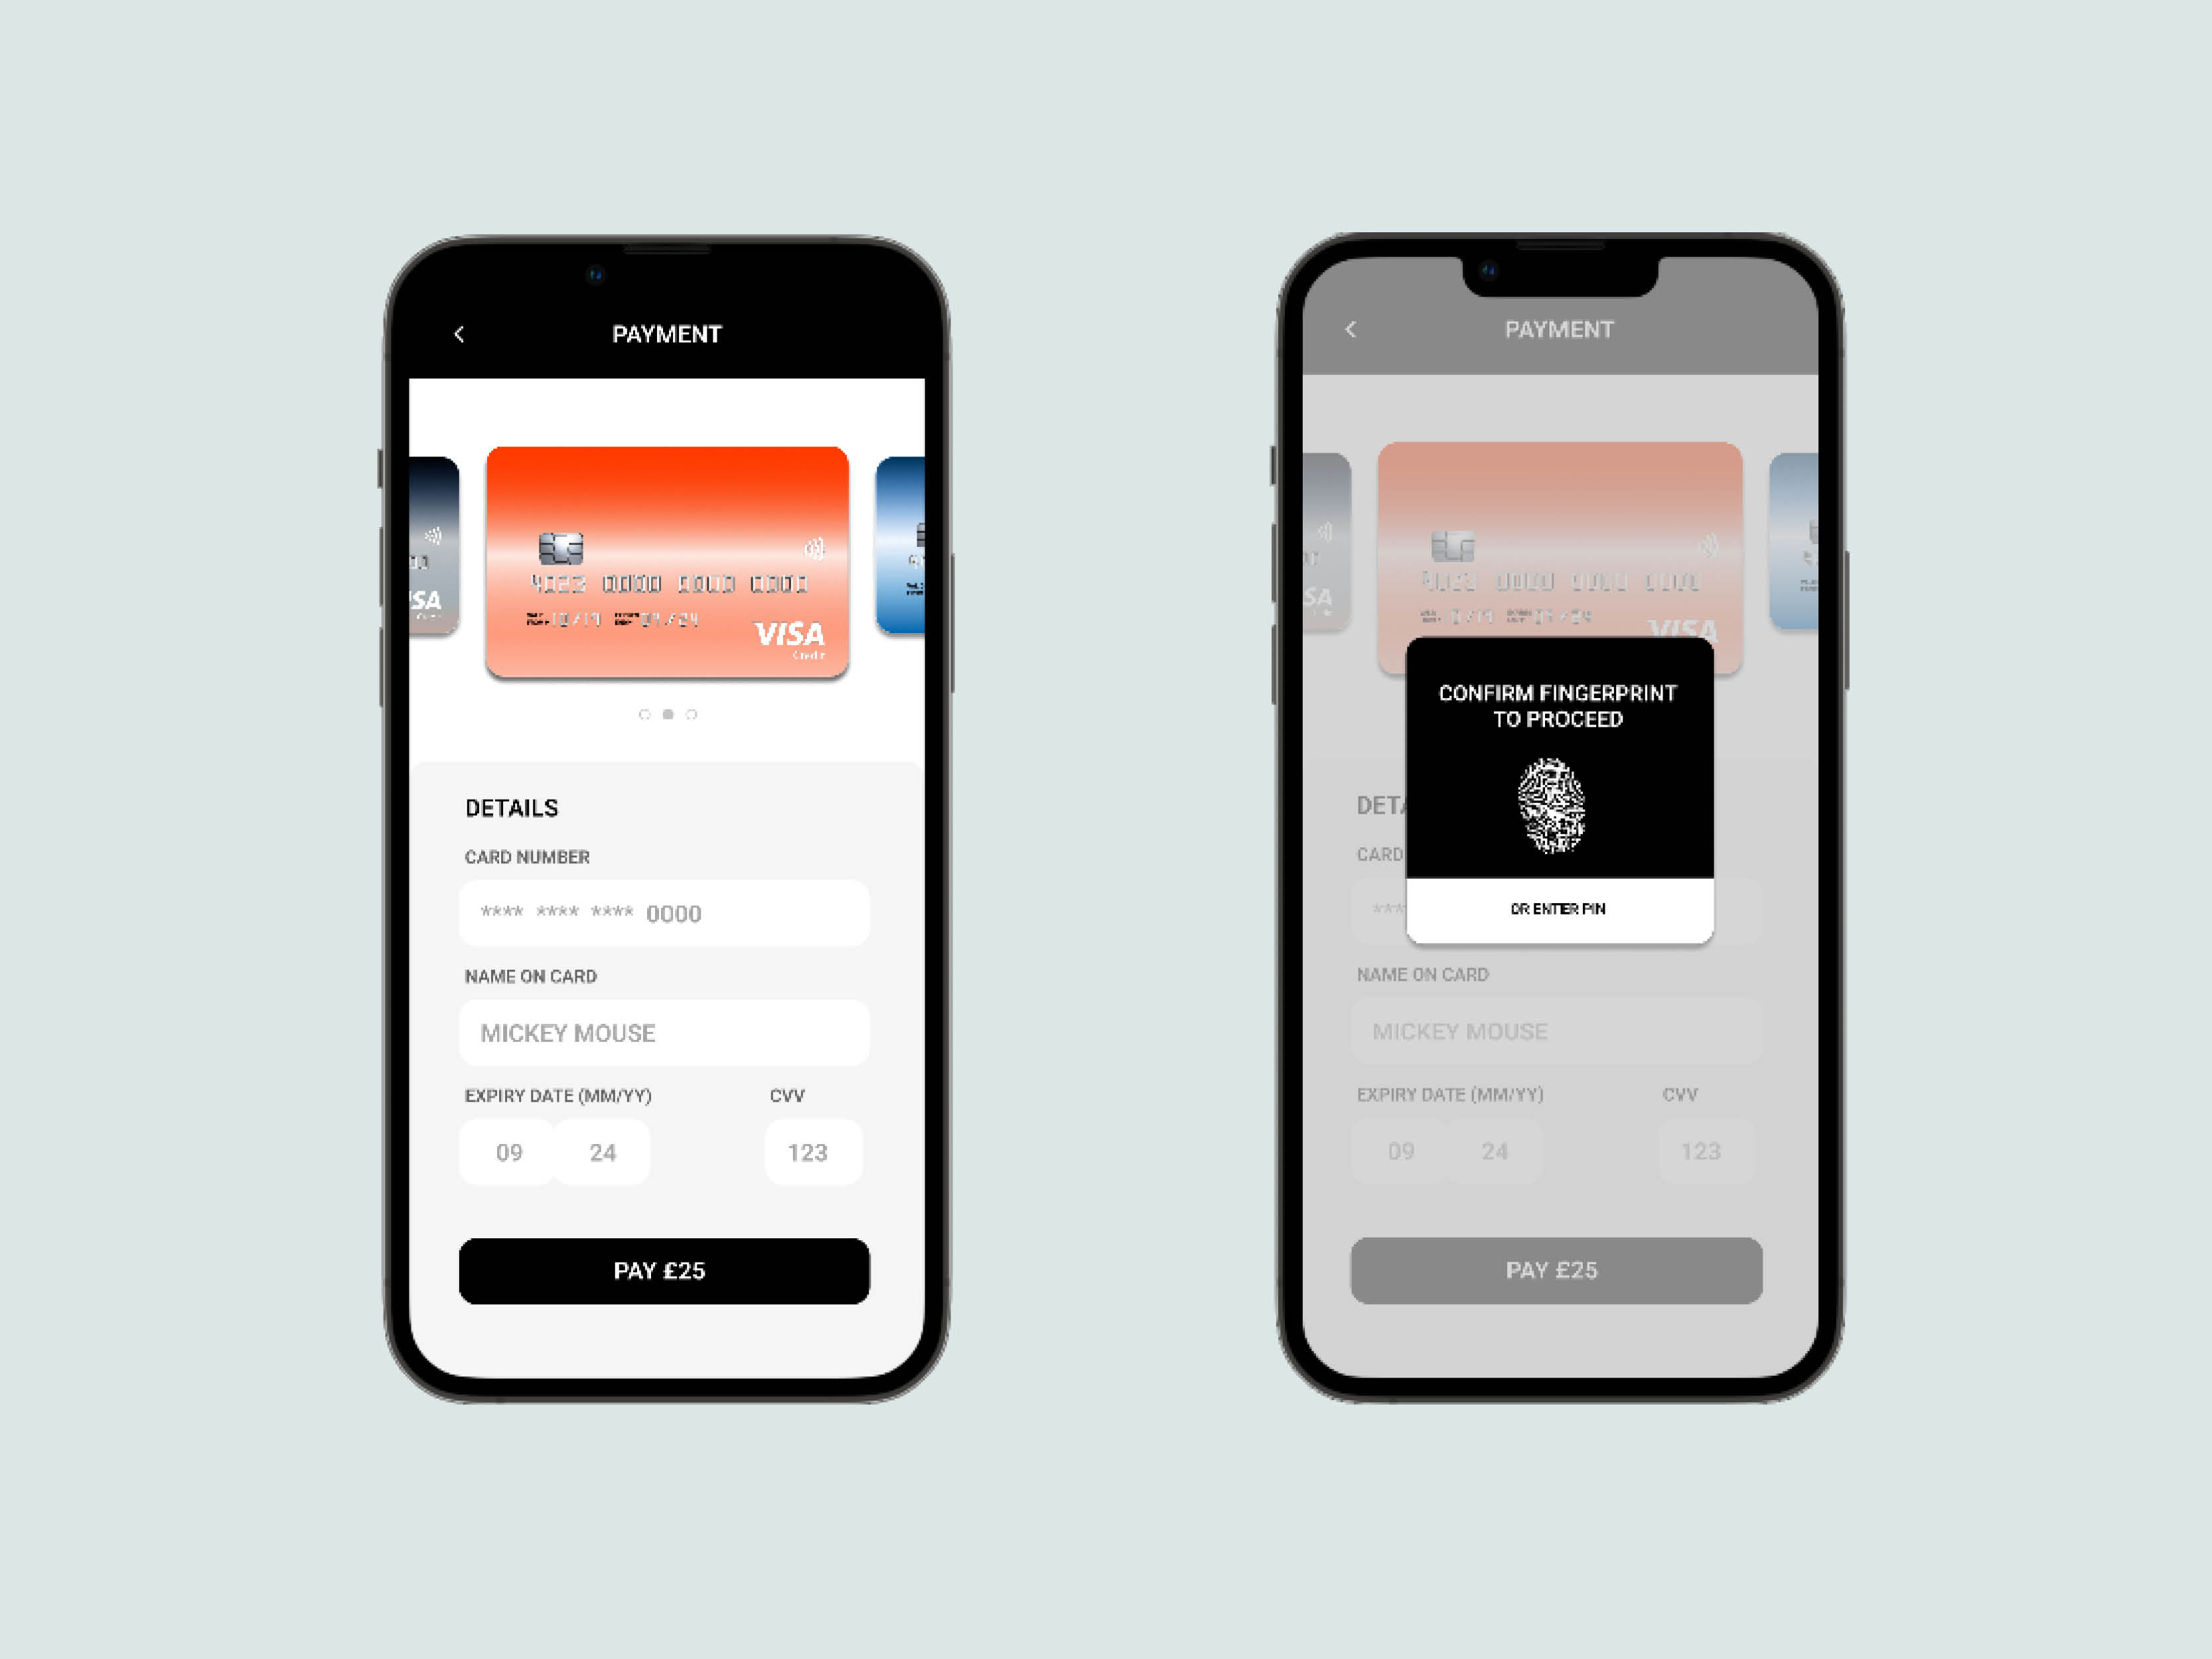 PAYMENT
SA
4023 0000 0000 0000
10/19 09/24
VISA
Credit
DETAILS
CARD NUMBER
**** **** **** 0000
NAME ON CARD
MICKEY MOUSE
EXPIRY DATE (MM/YY) CVV
09 24 123
PAY £25
PAYMENT
SA
4023 0000 0000 0000
10/19 09/24
VISA
CONFIRM FINGERPRINT
TO PROCEED
OR ENTER PIN
DETA
CARD
***
NAME ON CARD
MICKEY MOUSE
EXPIRY DATE (MM/YY) CVV
09 24 123
PAY £25